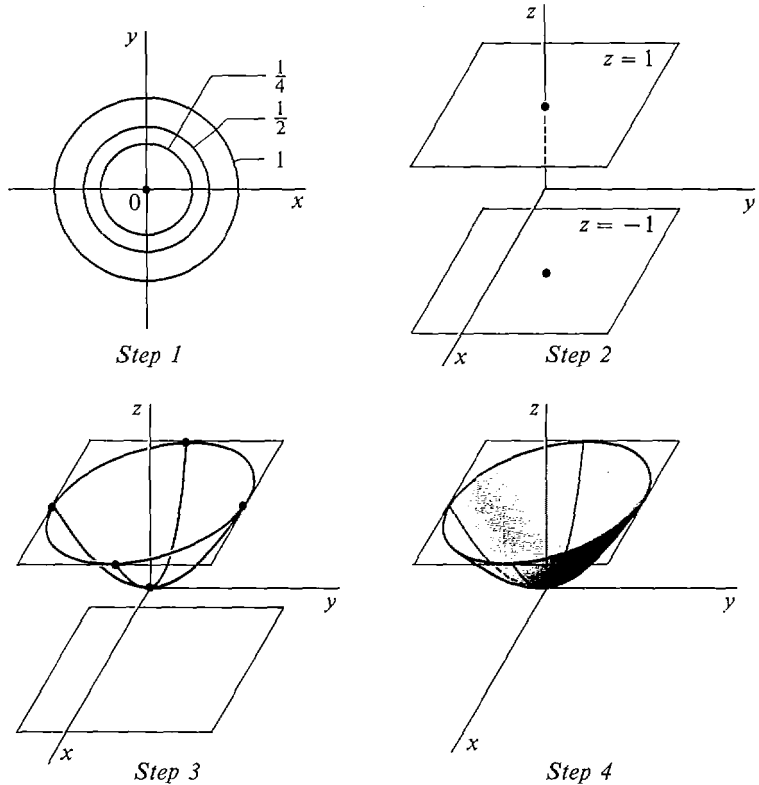 y
1/4
1/2
1
0
x
Step 1
z
z = 1
y
z = −1
x
Step 2
z
y
x
Step 3
z
y
x
Step 4